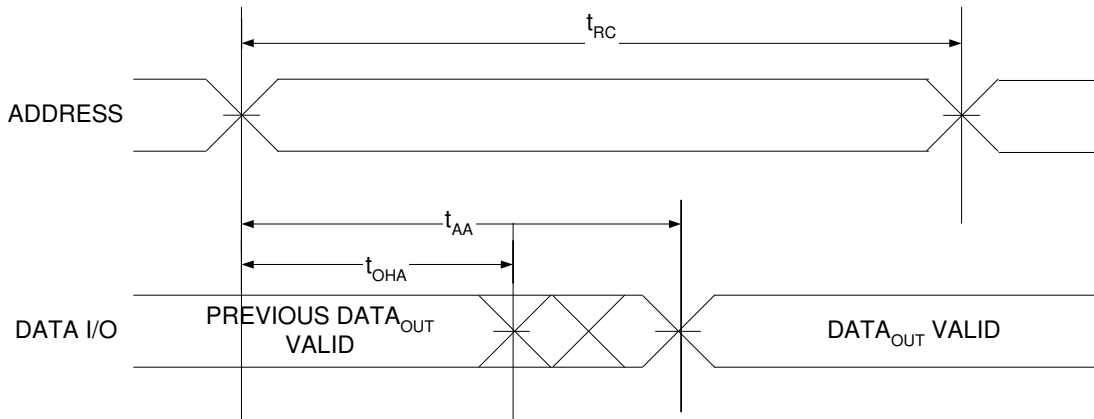 tRC
ADDRESS
tAA
tOHA
DATA I/O
PREVIOUS DATAOUT
VALID
DATAOUT VALID